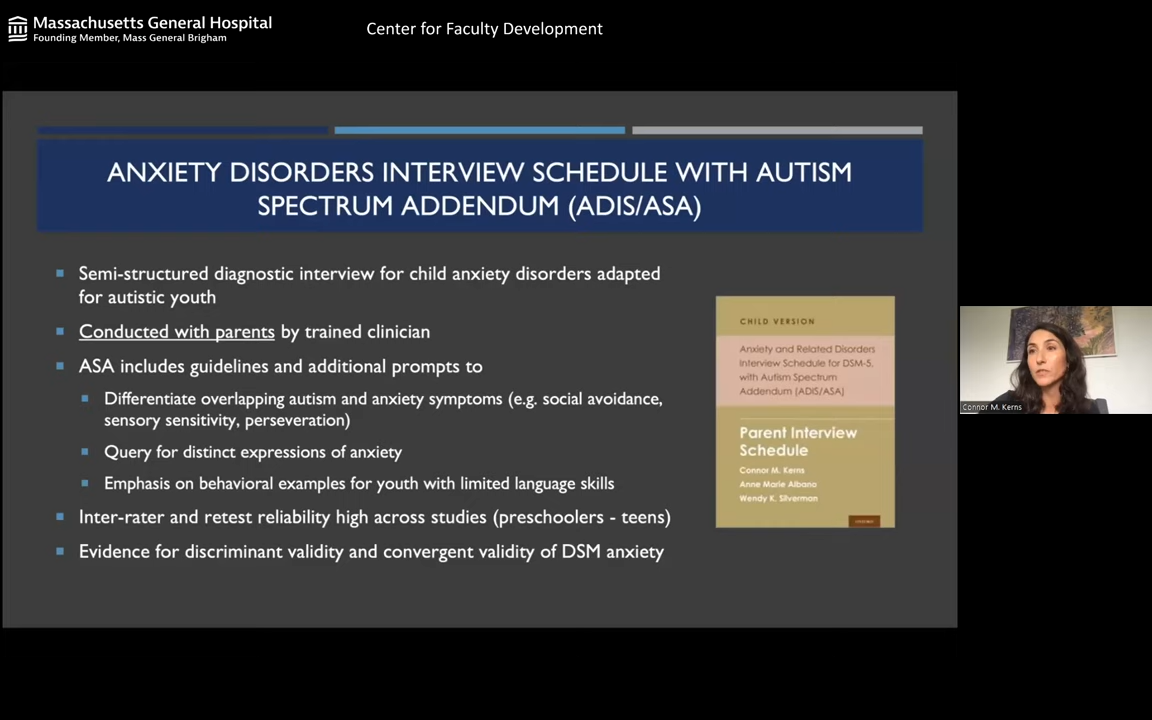 Massachusetts General Hospital
Founding Member, Mass General Brigham
Center for Faculty Development
ANXIETY DISORDERS INTERVIEW SCHEDULE WITH AUTISM
SPECTRUM ADDENDUM (ADIS/ASA)
Semi-structured diagnostic interview for child anxiety disorders adapted
for autistic youth
Conducted with parents by trained clinician
ASA includes guidelines and additional prompts to
Differentiate overlapping autism and anxiety symptoms (e.g. social avoidance,
sensory sensitivity, perseveration)
Query for distinct expressions of anxiety
Emphasis on behavioral examples for youth with limited language skills
Inter-rater and retest reliability high across studies (preschoolers - teens)
Evidence for discriminant validity and convergent validity of DSM anxiety
CHILD VERSION
Anxiety and Related Disorders
Interview Schedule for DSM-5,
with Autism Spectrum
Addendum (ADIS/ASA)
Parent Interview
Schedule
Connor M. Kerns
Anne Marie Albano
Wendy K. Silverman
Connor M. Kerns